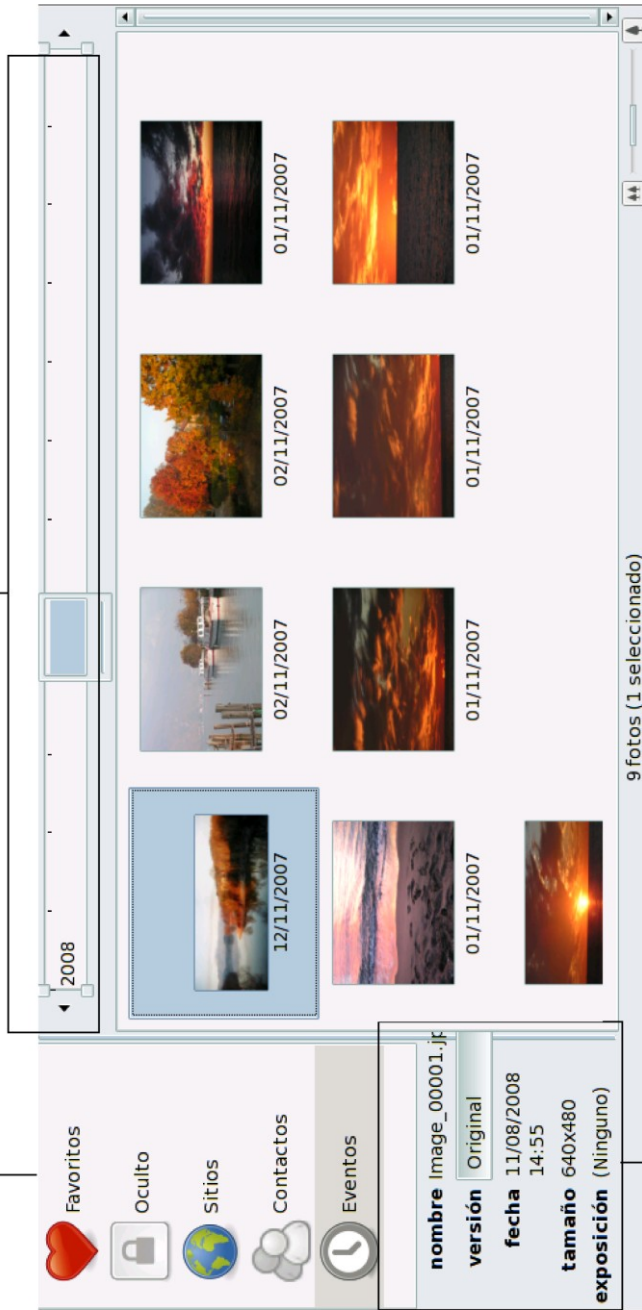 2008
Favoritos
Oculto
Sitios
Contactos
Eventos
12/11/2007
02/11/2007
02/11/2007
01/11/2007
01/11/2007
01/11/2007
01/11/2007
01/11/2007
nombre Image_00001.jp
versión Original
fecha 11/08/2008
14:55
tamaño 640x480
exposición (Ninguno)
9 fotos (1 seleccionado)